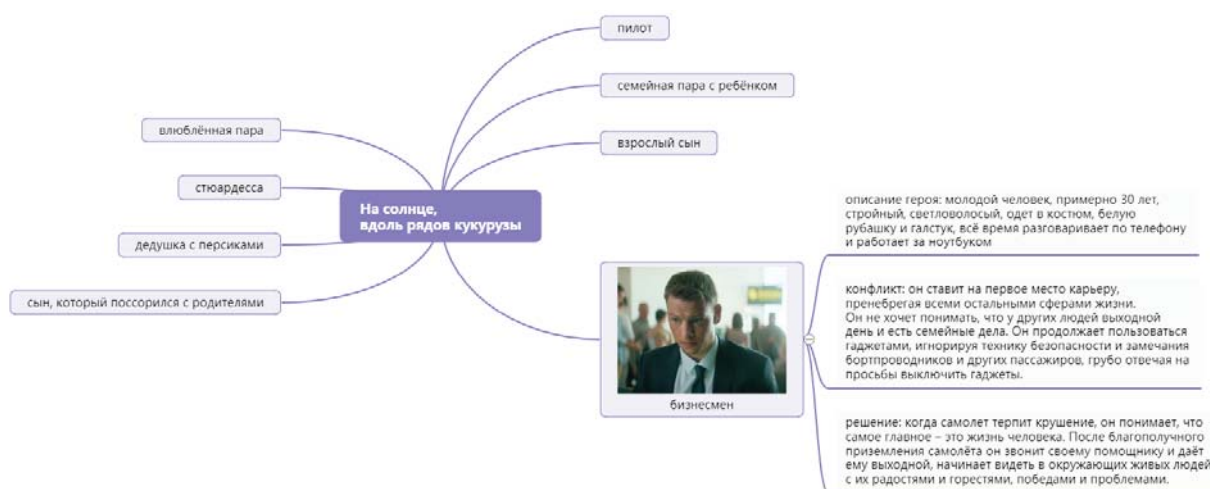 пилот
семейная пара с ребёнком
взрослый сын
влюблённая пара
стюардесса
дедушка с персиками
сын, который поссорился с родителями
На солнце,
вдоль рядов кукурузы
бизнесмен
описание героя: молодой человек, примерно 30 лет,
стройный, светловолосый, одет в костюм, белую
рубашку и галстук, всё время разговаривает по телефону
и работает за ноутбуком
конфликт: он ставит на первое место карьеру,
пренебрегая всеми остальными сферами жизни.
Он не хочет понимать, что у других людей выходной
день и есть семейные дела. Он продолжает пользоваться
гаджетами, игнорируя технику безопасности и замечания
бортпроводников и других пассажиров, грубо отвечая на
просьбы выключить гаджеты.
решение: когда самолет терпит крушение, он понимает, что
самое главное – это жизнь человека. После благополучного
приземления самолёта он звонит своему помощнику и даёт
ему выходной, начинает видеть в окружающих живых людей
с их радостями и горестями, победами и проблемами.